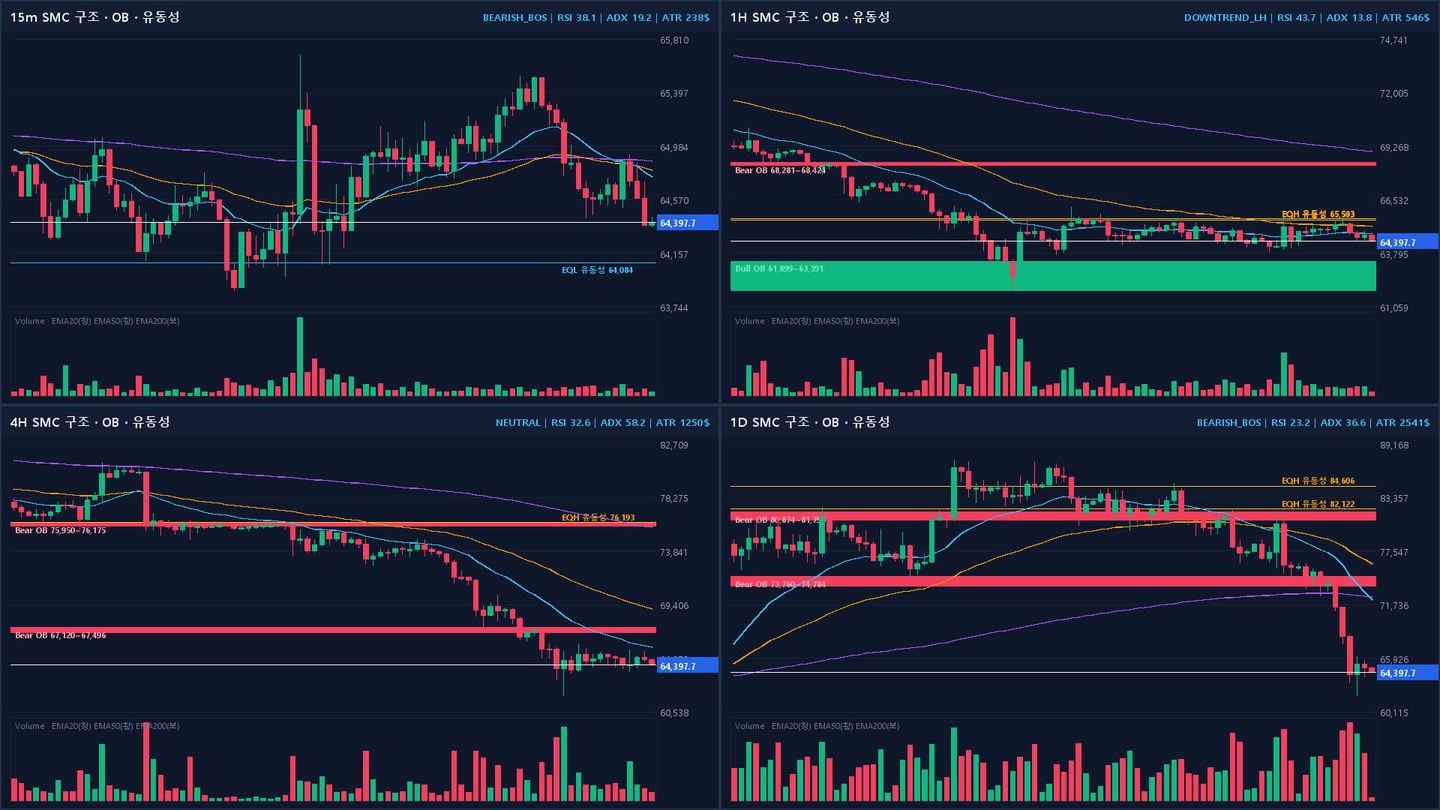 15m SMC 구조 · OB · 유동성
BEARISH_BOS | RSI 38.1 | ADX 19.2 | ATR 238$
65,810
65,397
64,984
64,570
64,397.7
64,157
EQL 유동성 64,084
63,744
Volume · EMA20(청) EMA50(황) EMA200(보)
1H SMC 구조 · OB · 유동성
DOWNTREND_LH | RSI 43.7 | ADX 13.8 | ATR 546$
74,741
72,005
69,268
Bear OB 68,281~68,424
66,532
EQH 유동성 65,503
64,397.7
63,795
Bull OB 61,899~63,391
61,059
Volume · EMA20(청) EMA50(황) EMA200(보)
4H SMC 구조 · OB · 유동성
NEUTRAL | RSI 32.6 | ADX 58.2 | ATR 1250$
82,709
78,275
EQH 유동성 76,193
Bear OB 75,950~76,175
73,841
69,406
Bear OB 67,120~67,496
64,397.7
60,538
Volume · EMA20(청) EMA50(황) EMA200(보)
1D SMC 구조 · OB · 유동성
BEARISH_BOS | RSI 23.2 | ADX 36.6 | ATR 2541$
89,168
EQH 유동성 84,606
83,357
EQH 유동성 82,122
Bear OB
77,547
Bear OB 73,760~74,784
71,736
65,926
64,397.7
60,115
Volume · EMA20(청) EMA50(황) EMA200(보)